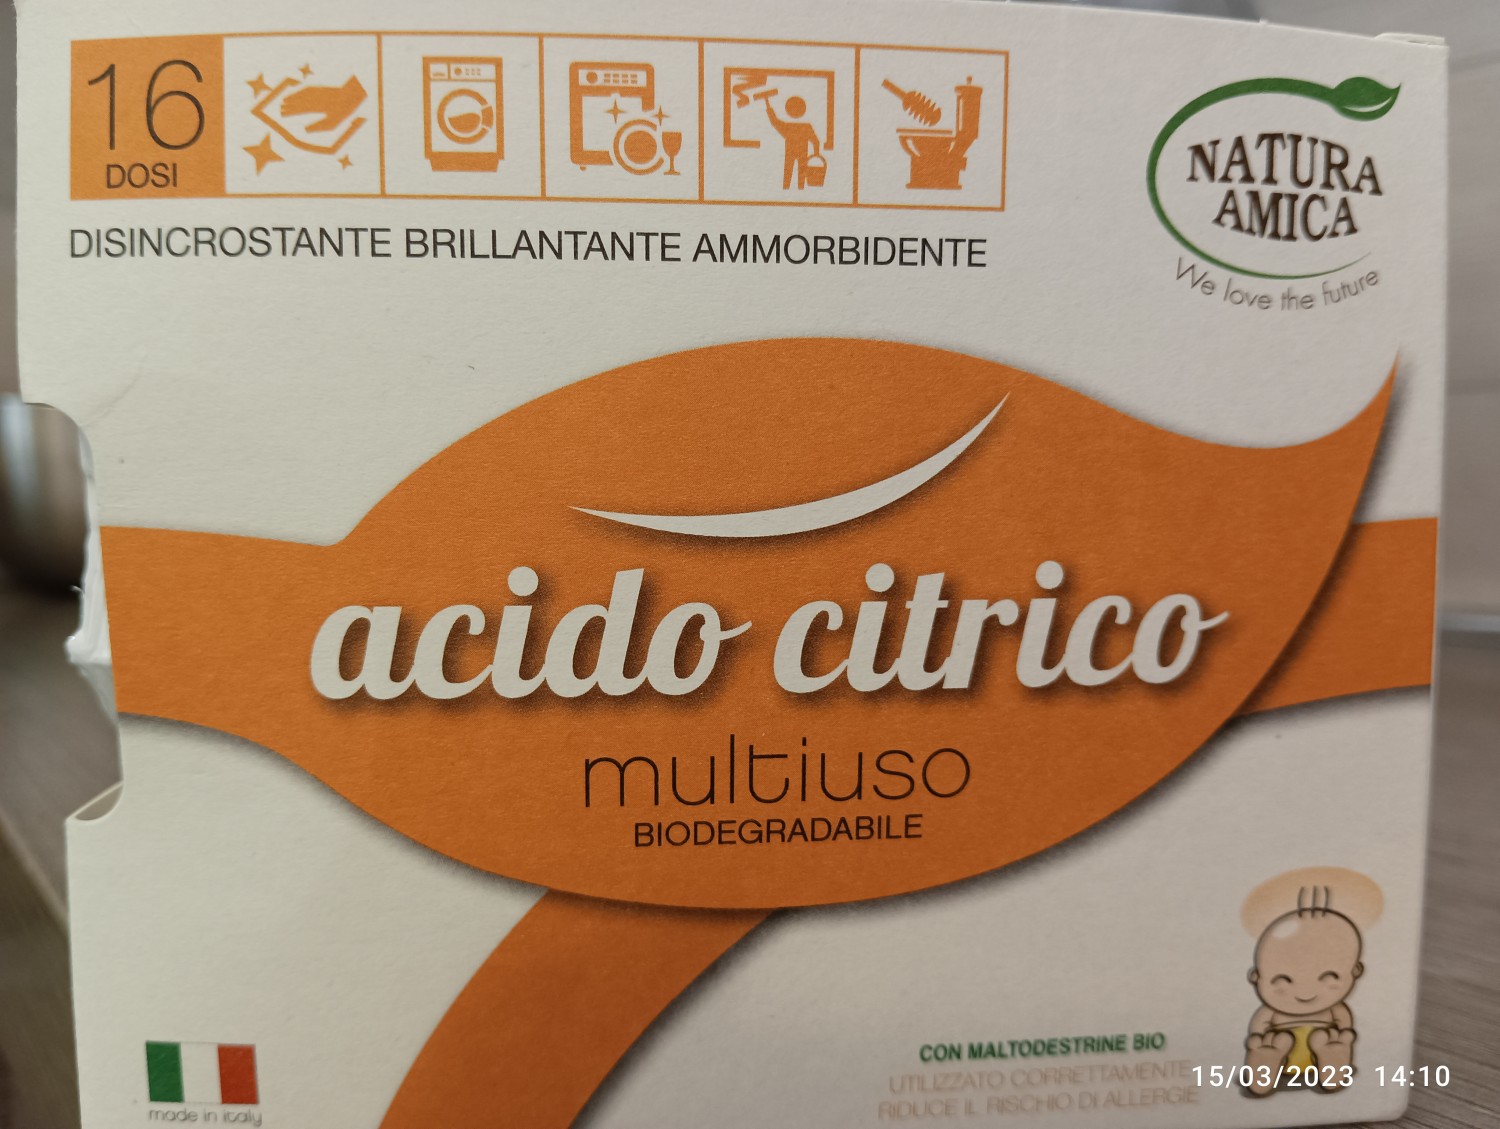 16
DOSI
DISINCROSTANTE BRILLANTANTE AMMORBIDENTE
NATURA
AMICA
We love the future
acido citrico
multiuso
BIODEGRADABILE
made in italy
CON MALTODESTRINE BIO
UTILIZZATO CORRETTAMENTE
RIDUCE IL RISCHIO DI ALLERGIE
15/03/2023 14:10